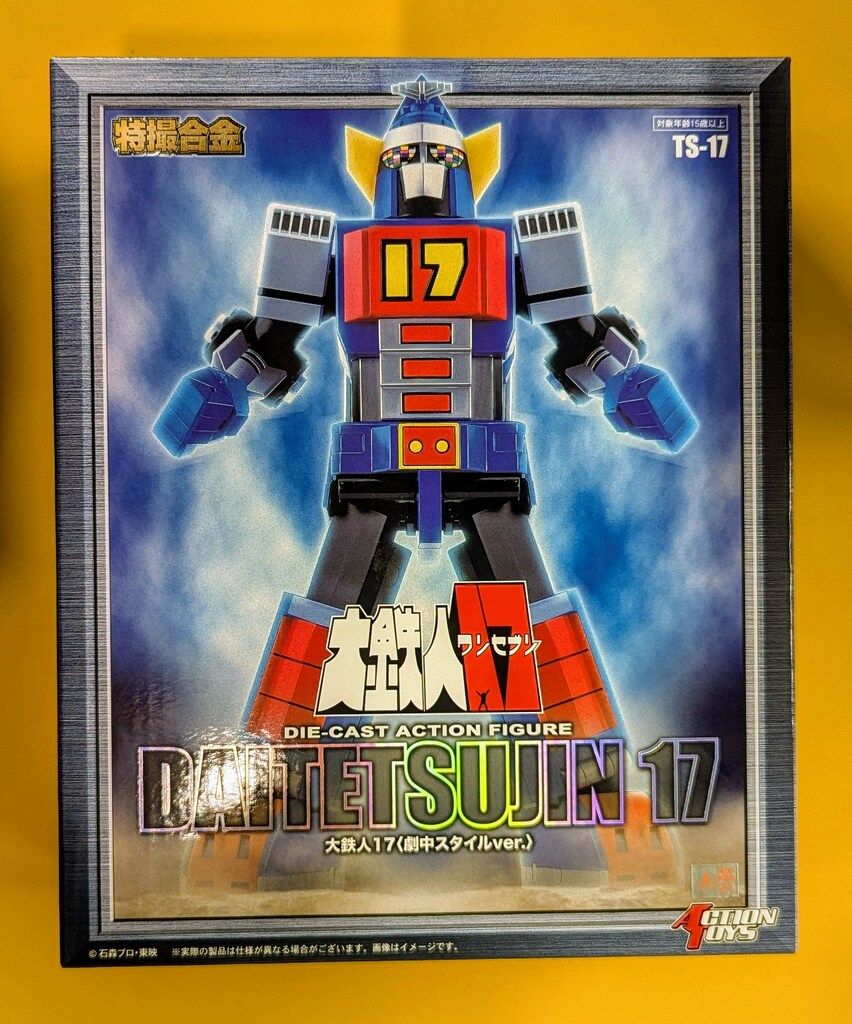 特撮合金
対象年齢15歳以上
TS-17
17
大鉄人17
ワンセブン
DIE-CAST ACTION FIGURE
DAITETSUJIN 17
大鉄人17〈劇中スタイルver.〉
ACTION TOYS
©石森プロ・東映 ※実際の製品は仕様が異なる場合がございます。画像はイメージです。